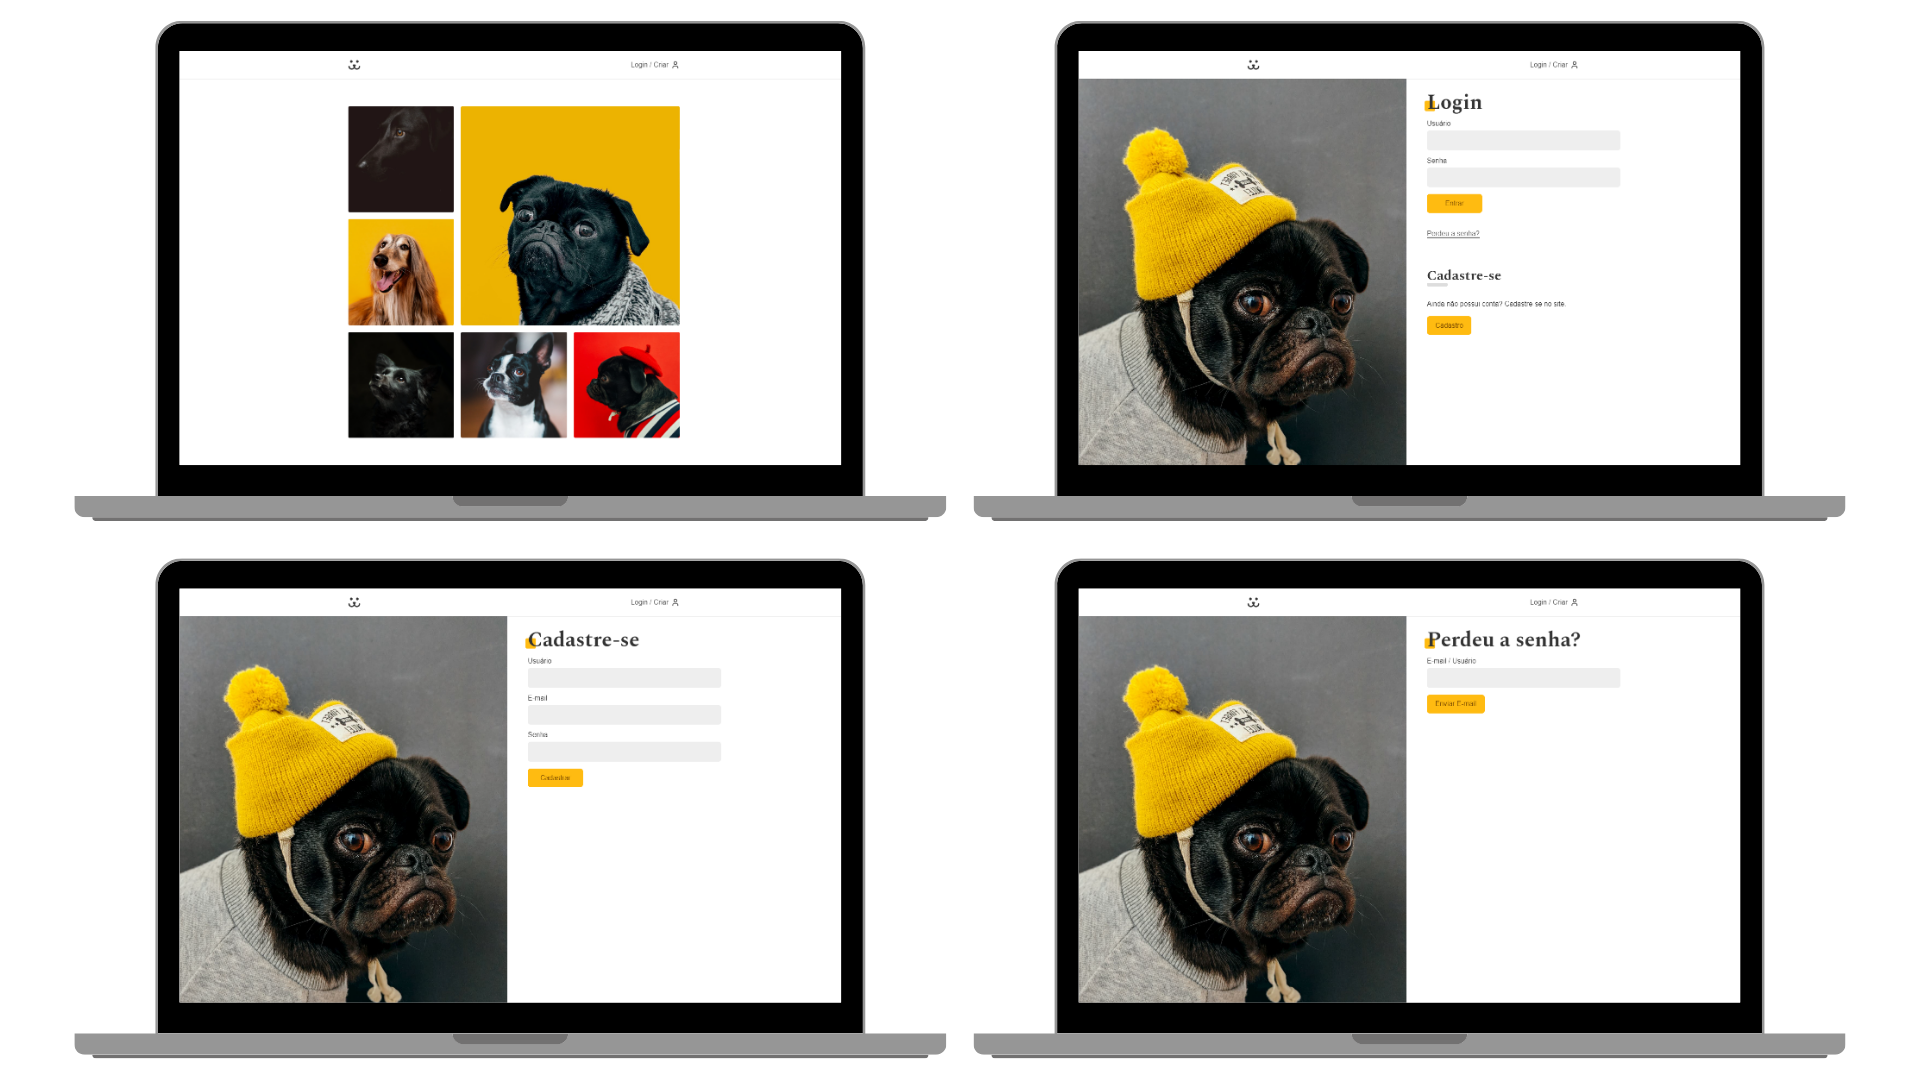 Login / Criar
Login / Criar
Login
Usuário
Senha
Entrar
Perdeu a senha?
Cadastre-se
Ainda não possui conta? Cadastre se no site.
Cadastro
Login / Criar
Cadastre-se
Usuário
E-mail
Senha
Cadastrar
Login / Criar
Perdeu a senha?
E-mail / Usuário
Enviar E-mail